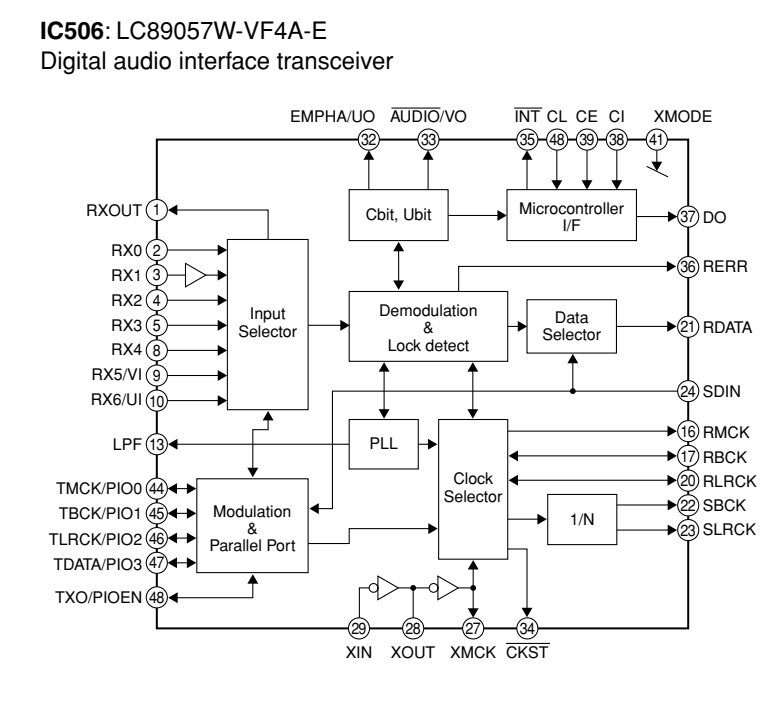 IC506: LC89057W-VF4A-E
Digital audio interface transceiver
EMPHA/UO AUDIO/VO INT CL CE CI XMODE
32 33 35 48 39 38 41
RXOUT 1
Cbit, Ubit
Microcontroller
I/F
37 DO
RX0 2
RX1 3
RX2 4
RX3 5
RX4 8
RX5/VI 9
RX6/UI 10
Input
Selector
36 RERR
Demodulation
&
Lock detect
Data
Selector
21 RDATA
24 SDIN
LPF 13
PLL
Clock
Selector
16 RMCK
17 RBCK
20 RLRCK
22 SBCK
23 SLRCK
1/N
TMCK/PIO0 44
TBCK/PIO1 45
TLRCK/PIO2 46
TDATA/PIO3 47
TXO/PIOEN 48
Modulation
&
Parallel Port
29 28 27 34
XIN XOUT XMCK CKST